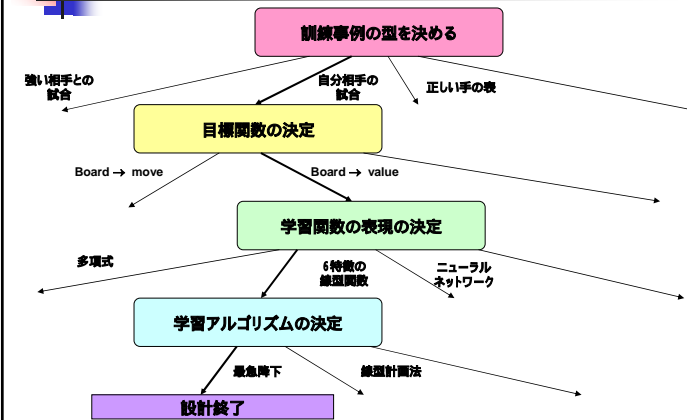 訓練事例の型を決める
強い相手との
試合
自分相手の
試合
正しい手の表
目標関数の決定
Board → move
Board → value
学習関数の表現の決定
多項式
6特徴の
線型関数
ニューラル
ネットワーク
学習アルゴリズムの決定
最急降下
線型計画法
設計終了